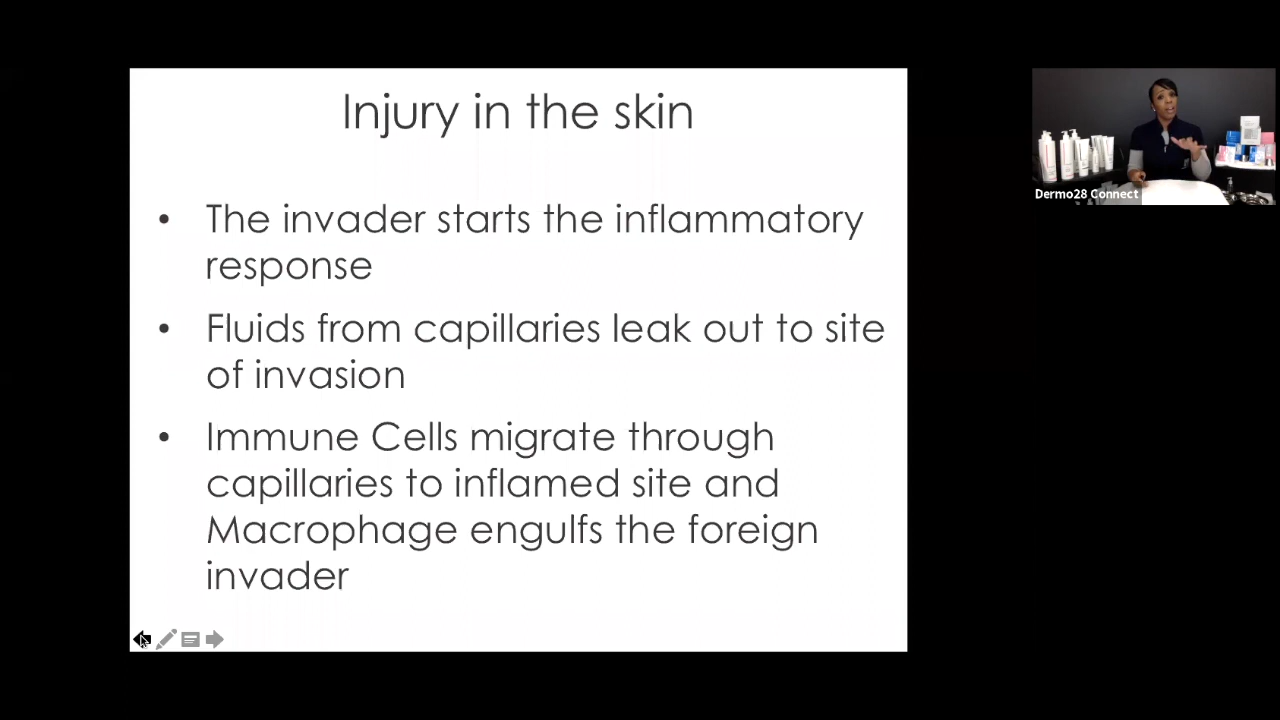 Injury in the skin
• The invader starts the inflammatory
response
• Fluids from capillaries leak out to site
of invasion
• Immune Cells migrate through
capillaries to inflamed site and
Macrophage engulfs the foreign
invader
Dermo28 Connect